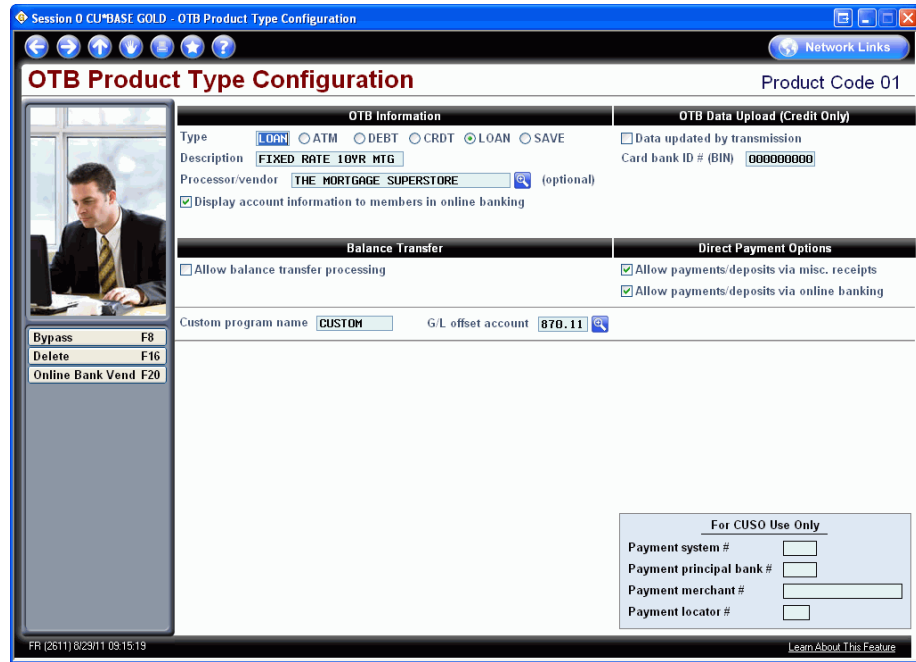 Session 0 CU*BASE GOLD - OTB Product Type Configuration
Network Links
OTB Product Type Configuration
Product Code 01
OTB Information
Type LOAN ATM DEBT CRDT LOAN SAVE
Description FIXED RATE 10YR MTG
Processor/vendor THE MORTGAGE SUPERSTORE (optional)
Display account information to members in online banking
OTB Data Upload (Credit Only)
Data updated by transmission
Card bank ID # (BIN) 000000000
Balance Transfer
Allow balance transfer processing
Direct Payment Options
Allow payments/deposits via misc. receipts
Allow payments/deposits via online banking
Custom program name CUSTOM G/L offset account 870.11
Bypass F8
Delete F16
Online Bank Vend F20
For CUSO Use Only
Payment system #
Payment principal bank #
Payment merchant #
Payment locator #
FR (2611) 8/29/11 09:15:19
Learn About This Feature